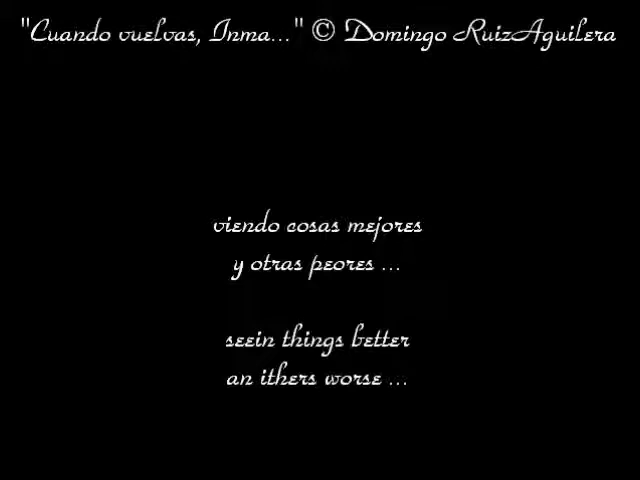 "Cuando vuelvas, Inma..." © Domingo RuizAguilera
viendo cosas mejores
y otras peores ...
seein things better
an ithers worse ...